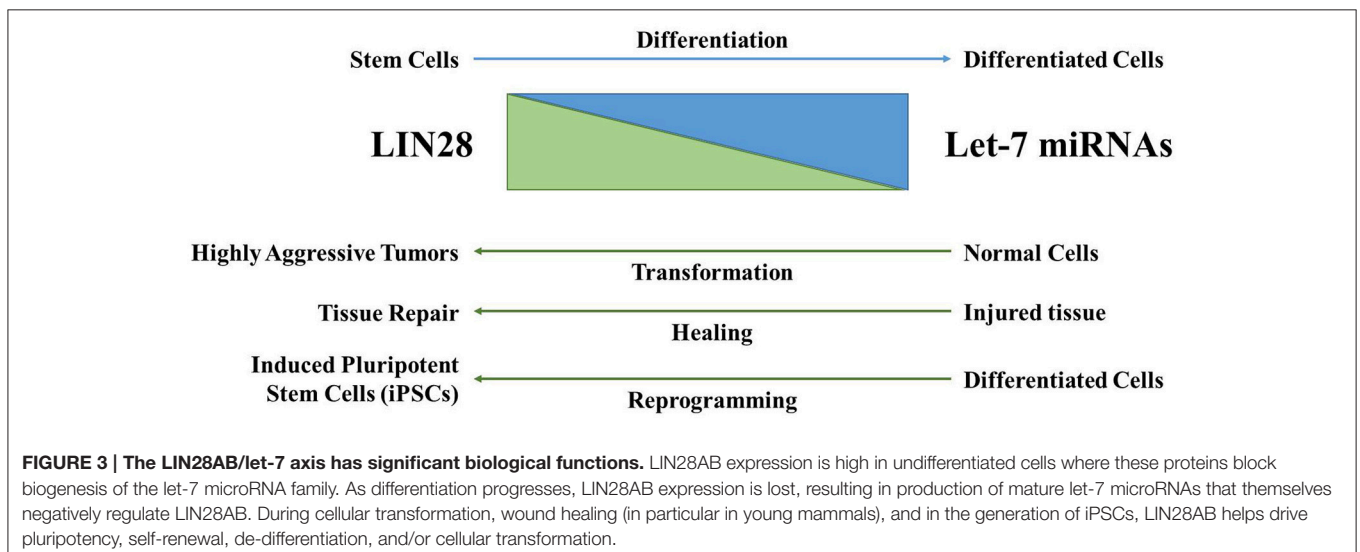 Differentiation
Stem Cells Differentiated Cells
LIN28 Let-7 miRNAs
Highly Aggressive Tumors Normal Cells
Transformation
Tissue Repair Injured tissue
Healing
Induced Pluripotent
Stem Cells (iPSCs) Differentiated Cells
Reprogramming
FIGURE 3 | The LIN28AB/let-7 axis has significant biological functions. LIN28AB expression is high in undifferentiated cells where these proteins block
biogenesis of the let-7 microRNA family. As differentiation progresses, LIN28AB expression is lost, resulting in production of mature let-7 microRNAs that themselves
negatively regulate LIN28AB. During cellular transformation, wound healing (in particular in young mammals), and in the generation of iPSCs, LIN28AB helps drive
pluripotency, self-renewal, de-differentiation, and/or cellular transformation.